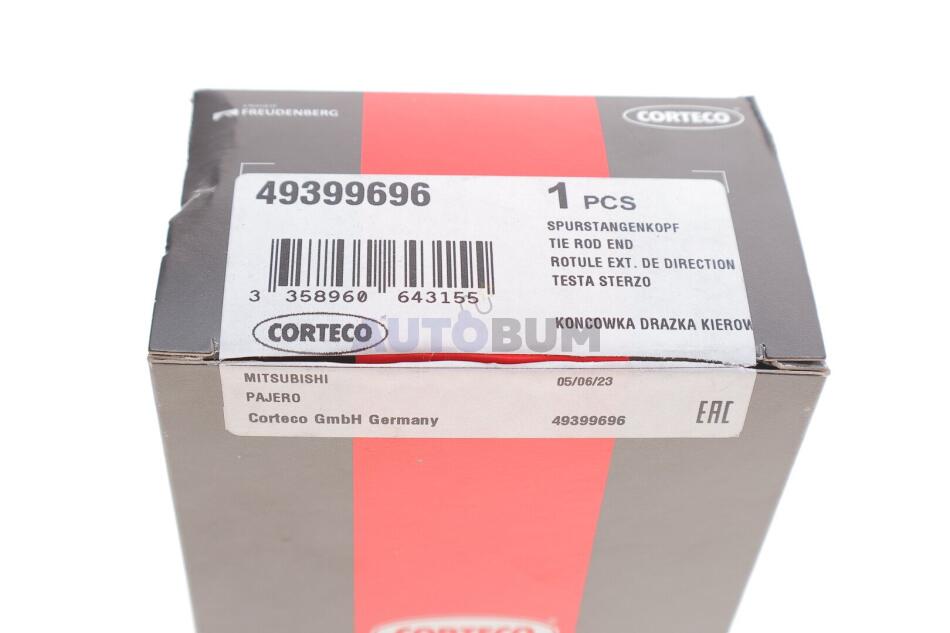 FREUDENBERG
CORTECO
49399696
1 PCS
SPURSTANGENKOPF
TIE ROD END
ROTULE EXT. DE DIRECTION
TESTA STERZO
KONCOWKA DRAZKA KIEROW
3 358960 643155
CORTECO
AUTOBUM
MITSUBISHI
05/06/23
PAJERO
Corteco GmbH Germany
49399696
EAC
CORTECO